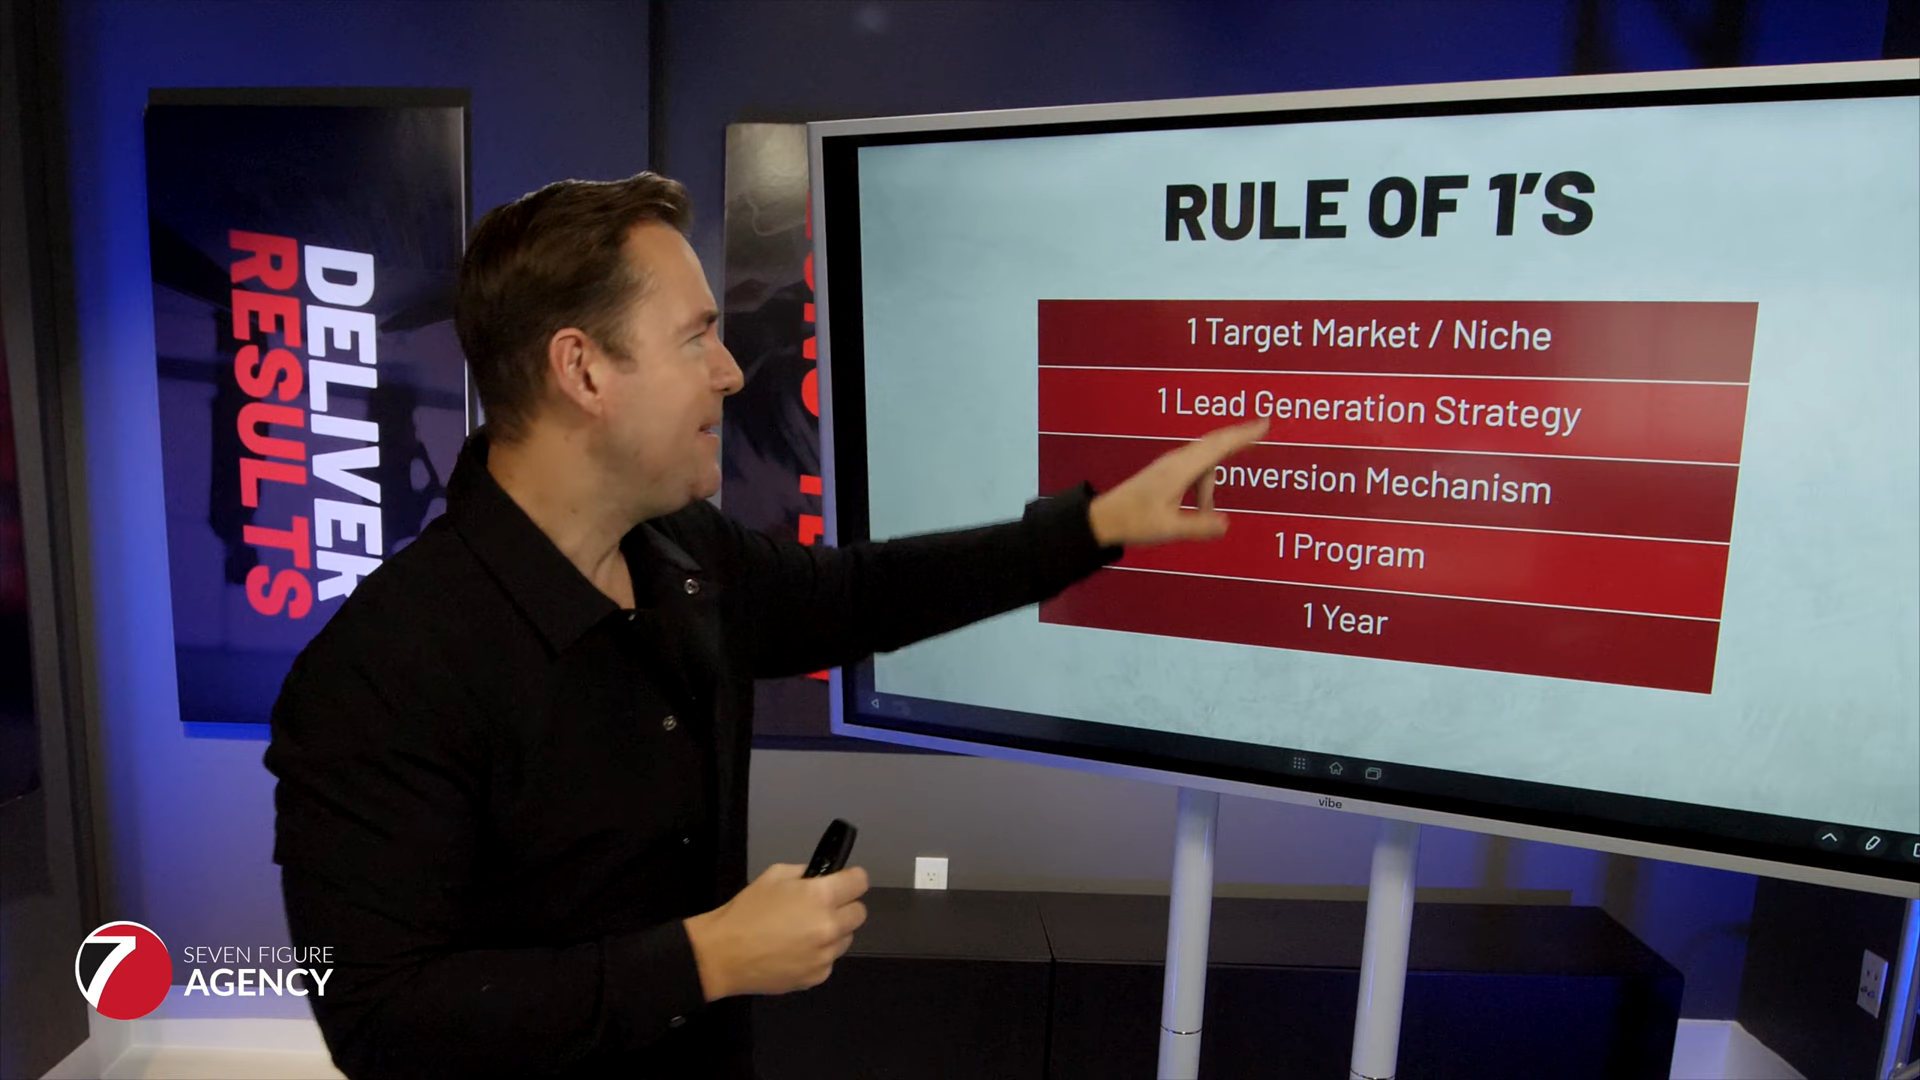 RULE OF 1'S
1 Target Market / Niche
1 Lead Generation Strategy
onversion Mechanism
1 Program
1 Year
DELIVER
RESULTS
vibe
7
SEVEN FIGURE
AGENCY